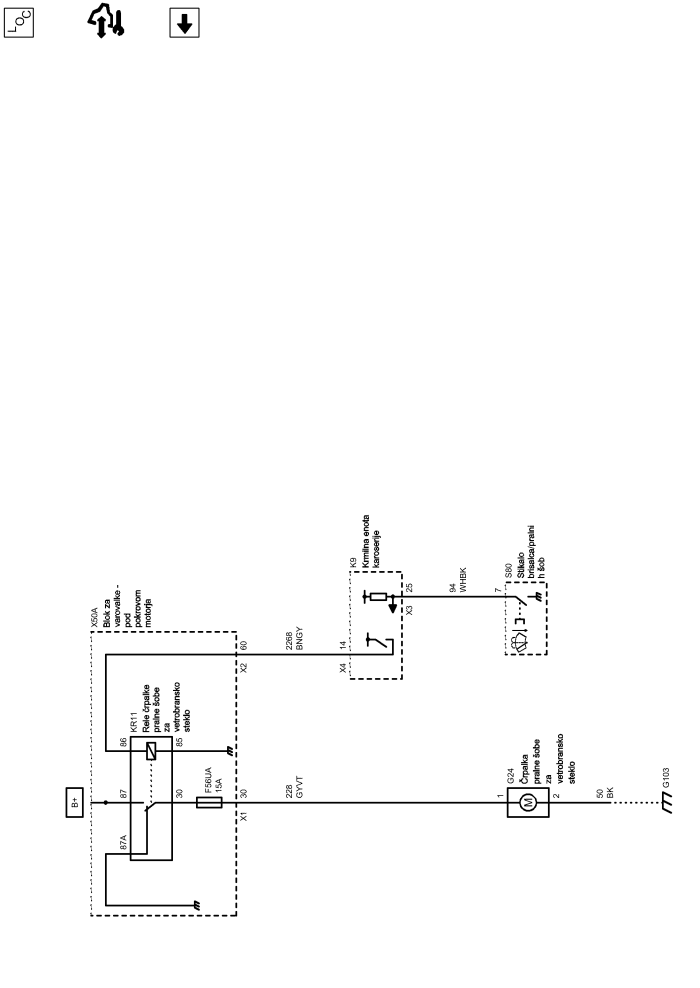 LOC
X50A
Blok za
varovalke -
pod
pokrovom
motorja
B+
87A
87
86
KR11
Rele črpalke
pralne šobe
za
vetrobransko
steklo
30
85
F56UA
15A
X1
30
X2
60
228
GYVT
2268
BNGY
K9
Krmilna enota
karoserije
X4
14
X3
25
94
WHBK
7
S80
Stikalo
brisalca/pralni
h šob
1
G24
Črpalka
pralne šobe
za
vetrobransko
steklo
M
2
50
BK
G103